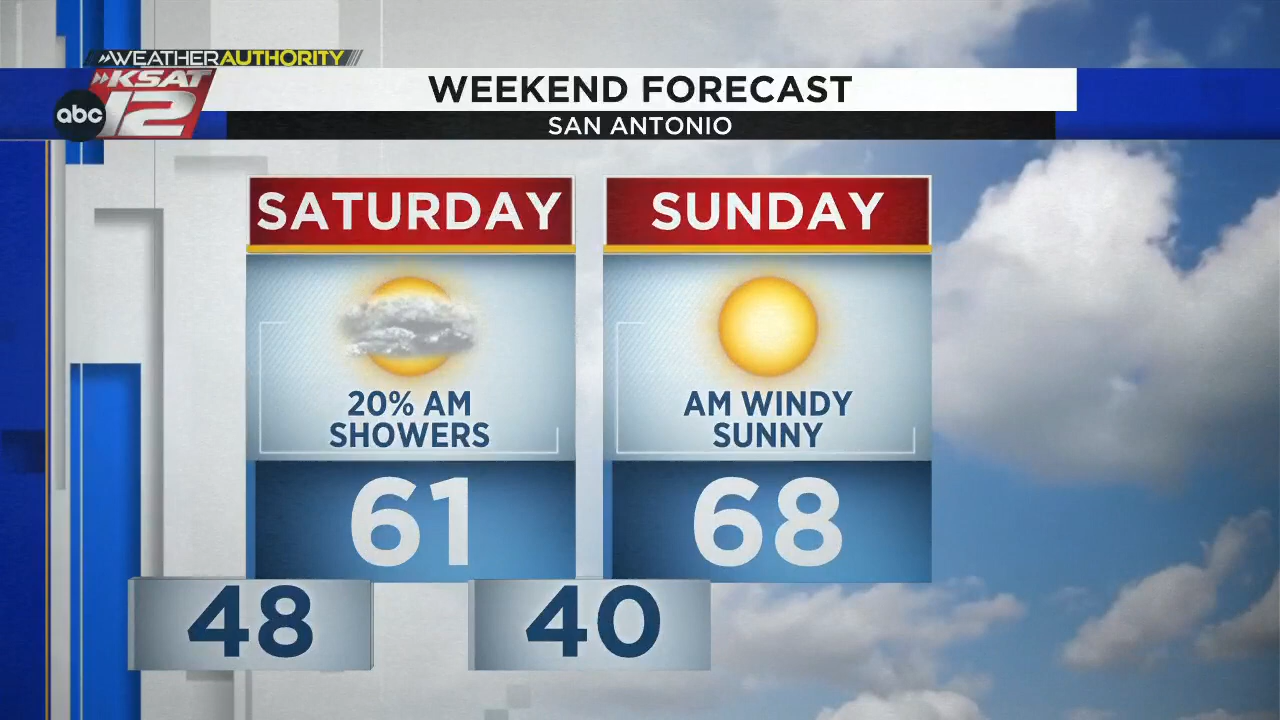 WEATHERAUTHORITY
KSAT
abc
12
WEEKEND FORECAST
SAN ANTONIO
SATURDAY
20% AM
SHOWERS
61
48
SUNDAY
AM WINDY
SUNNY
68
40